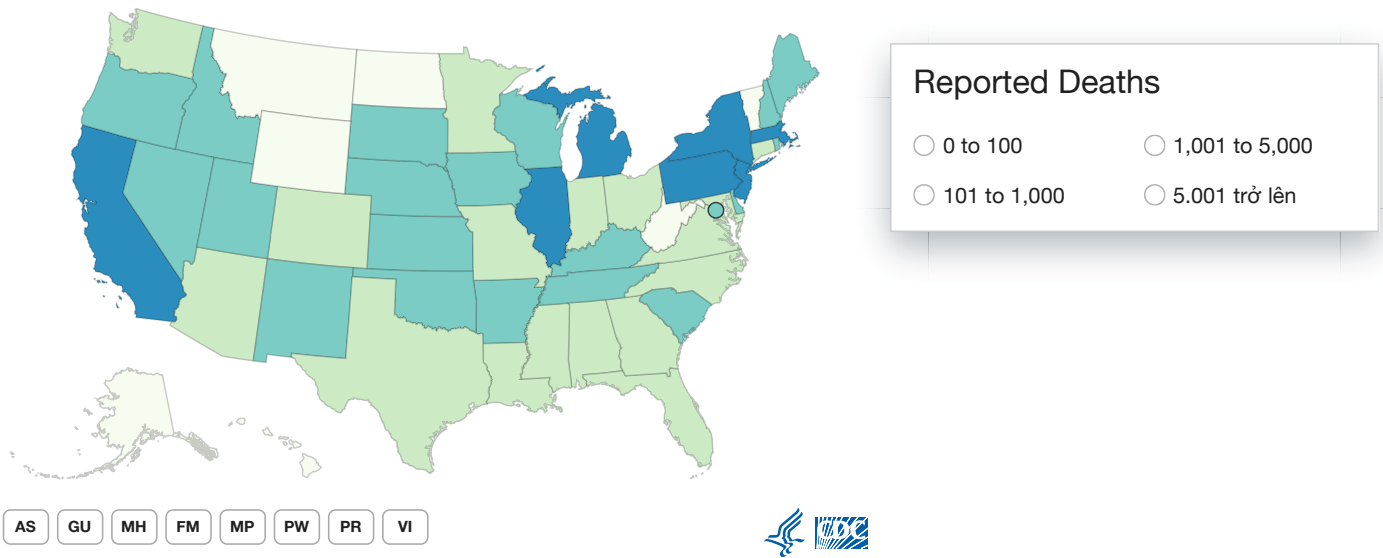 Reported Deaths
0 to 100
1,001 to 5,000
101 to 1,000
5.001 trở lên
AS
GU
MH
FM
MP
PW
PR
VI
CDC